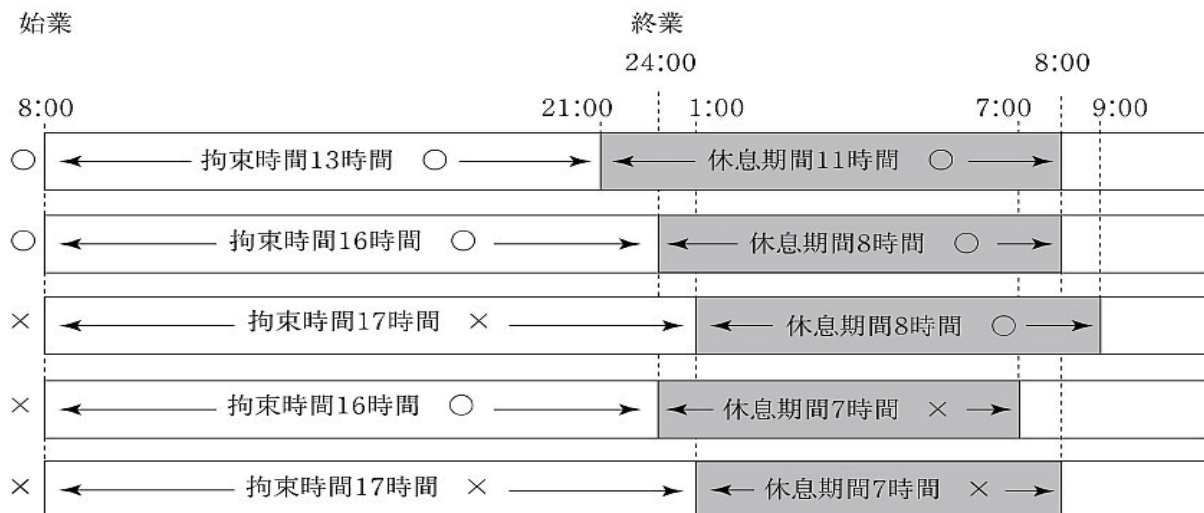 始業 終業
24:00 8:00
8:00 21:00 1:00 7:00 9:00
○ 拘束時間13時間 ○ 休息期間11時間 ○
○ 拘束時間16時間 ○ 休息期間8時間 ○
× 拘束時間17時間 × 休息期間8時間 ○
× 拘束時間16時間 ○ 休息期間7時間 ×
× 拘束時間17時間 × 休息期間7時間 ×